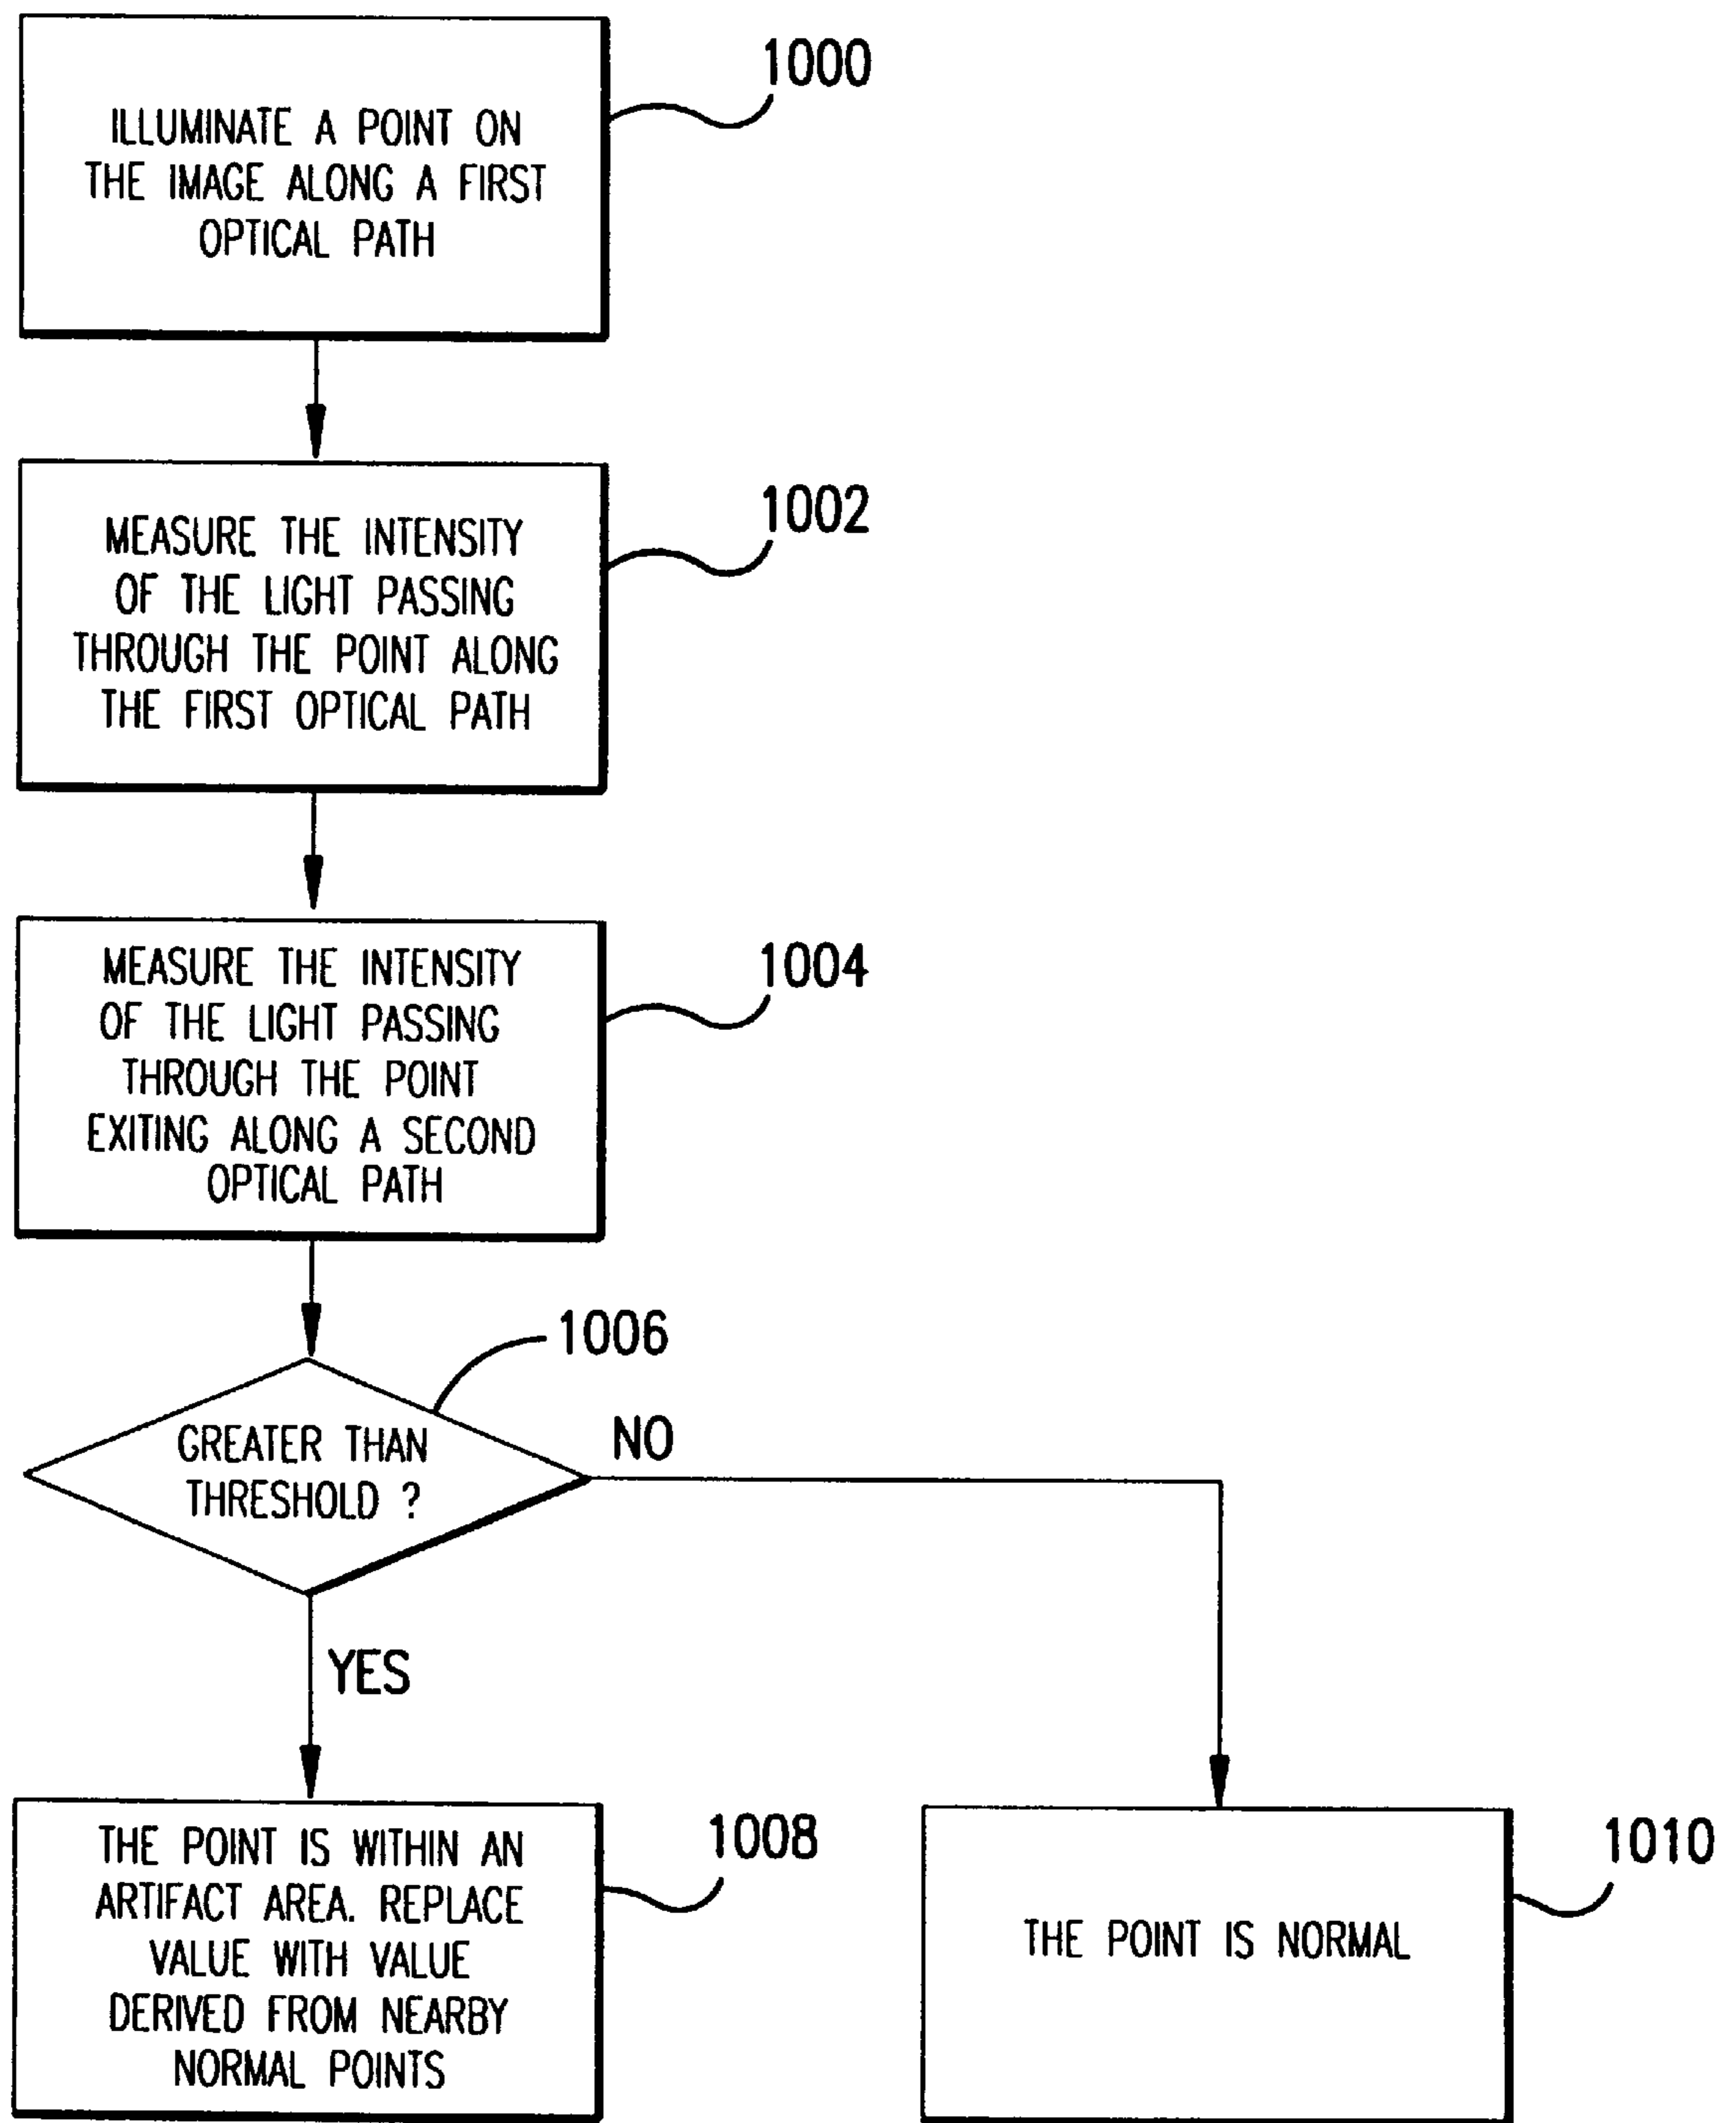 1000
ILLUMINATE A POINT ON
THE IMAGE ALONG A FIRST
OPTICAL PATH
1002
MEASURE THE INTENSITY
OF THE LIGHT PASSING
THROUGH THE POINT ALONG
THE FIRST OPTICAL PATH
1004
MEASURE THE INTENSITY
OF THE LIGHT PASSING
THROUGH THE POINT
EXITING ALONG A SECOND
OPTICAL PATH
1006
GREATER THAN
THRESHOLD ?
NO
YES
1008
THE POINT IS WITHIN AN
ARTIFACT AREA. REPLACE
VALUE WITH VALUE
DERIVED FROM NEARBY
NORMAL POINTS
1010
THE POINT IS NORMAL